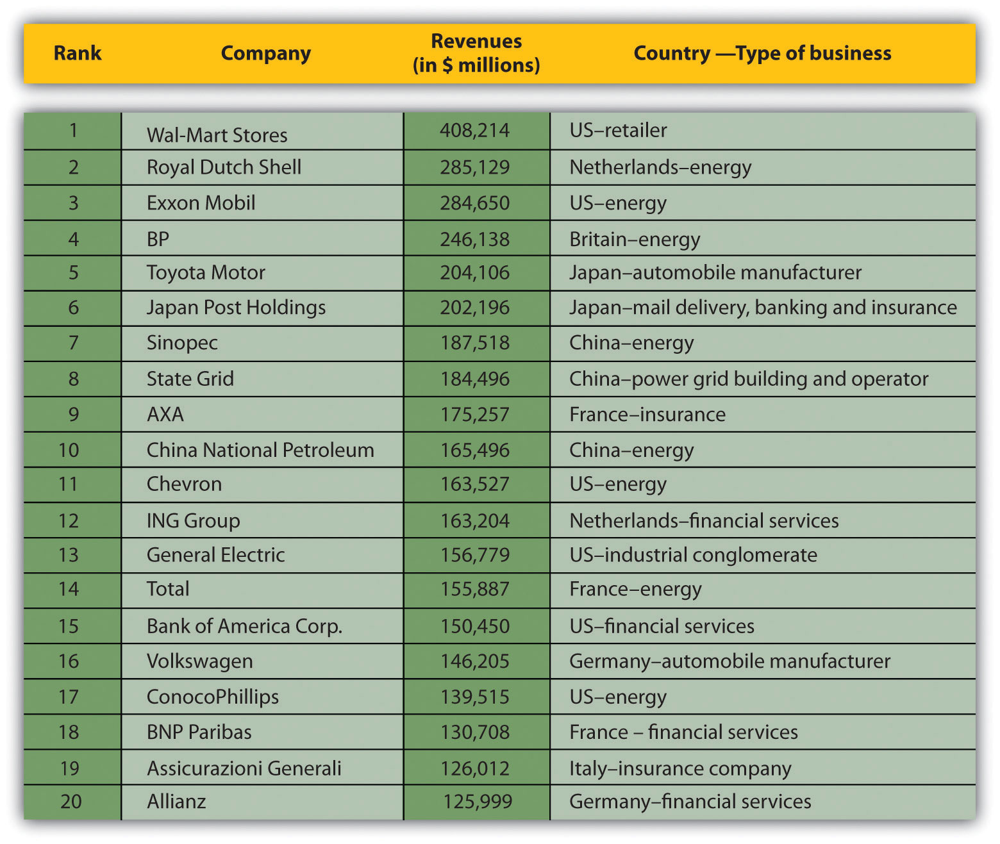 Rank Company Revenues (in $ millions) Country —Type of business
1 Wal-Mart Stores 408,214 US–retailer
2 Royal Dutch Shell 285,129 Netherlands–energy
3 Exxon Mobil 284,650 US–energy
4 BP 246,138 Britain–energy
5 Toyota Motor 204,106 Japan–automobile manufacturer
6 Japan Post Holdings 202,196 Japan–mail delivery, banking and insurance
7 Sinopec 187,518 China–energy
8 State Grid 184,496 China–power grid building and operator
9 AXA 175,257 France–insurance
10 China National Petroleum 165,496 China–energy
11 Chevron 163,527 US–energy
12 ING Group 163,204 Netherlands–financial services
13 General Electric 156,779 US–industrial conglomerate
14 Total 155,887 France–energy
15 Bank of America Corp. 150,450 US–financial services
16 Volkswagen 146,205 Germany–automobile manufacturer
17 ConocoPhillips 139,515 US–energy
18 BNP Paribas 130,708 France – financial services
19 Assicurazioni Generali 126,012 Italy–insurance company
20 Allianz 125,999 Germany–financial services